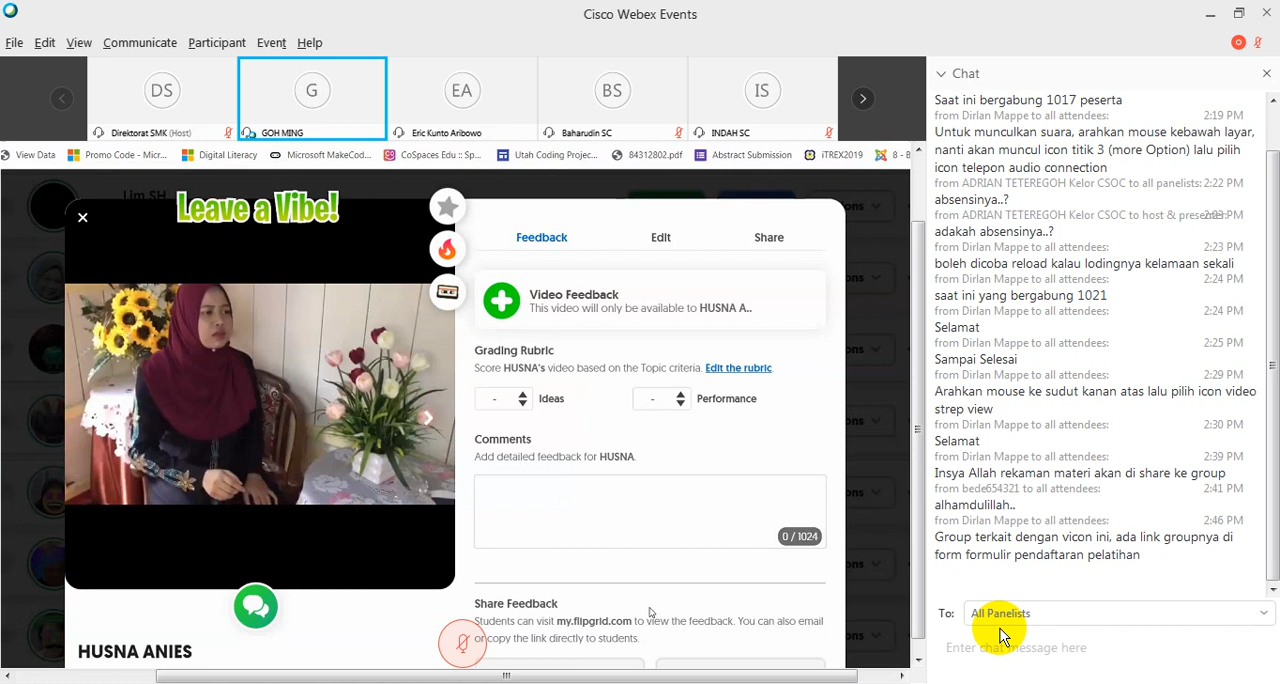 Cisco Webex Events
File Edit View Communicate Participant Event Help
DS G EA BS IS
Direktorat SMK (Host) GOH MING Eric Kunto Aribowo Baharudin SC INDAH SC
View Data Promo Code - Micr... Digital Literacy Microsoft MakeCod... CoSpaces Edu :: Sp... Utah Coding Projec... 84312802.pdf Abstract Submission iTREX2019 8 - B
Lim SH
Leave a Vibe!
Feedback Edit Share
Video Feedback
This video will only be available to HUSNA A..
Grading Rubric
Score HUSNA's video based on the Topic criteria. Edit the rubric.
- Ideas - Performance
Comments
Add detailed feedback for HUSNA.
0 / 1024
Share Feedback
Students can visit my.flipgrid.com to view the feedback. You can also email
or copy the link directly to students.
HUSNA ANIES
Chat
Saat ini bergabung 1017 peserta
from Dirlan Mappe to all attendees: 2:19 PM
Untuk munculkan suara, arahkan mouse kebawah layar,
nanti akan muncul icon titik 3 (more Option) lalu pilih
icon telepon audio connection
from ADRIAN TETEREGOH Kelor CSOC to all panelists: 2:22 PM
absensinya..?
from ADRIAN TETEREGOH Kelor CSOC to host & presenter: PM
adakah absensinya..?
from Dirlan Mappe to all attendees: 2:23 PM
boleh dicoba reload kalau lodingnya kelamaan sekali
from Dirlan Mappe to all attendees: 2:24 PM
saat ini yang bergabung 1021
from Dirlan Mappe to all attendees: 2:24 PM
Selamat
from Dirlan Mappe to all attendees: 2:25 PM
Sampai Selesai
from Dirlan Mappe to all attendees: 2:29 PM
Arahkan mouse ke sudut kanan atas lalu pilih icon video
strep view
from Dirlan Mappe to all attendees: 2:30 PM
Selamat
from Dirlan Mappe to all attendees: 2:39 PM
Insya Allah rekaman materi akan di share ke group
from bede654321 to all attendees: 2:41 PM
alhamdulillah..
from Dirlan Mappe to all attendees: 2:46 PM
Group terkait dengan vicon ini, ada link groupnya di
form formulir pendaftaran pelatihan
To: All Panelists
Enter chat message here